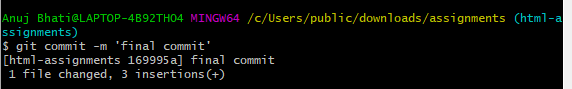 Anuj Bhati@LAPTOP-4B92TH04 MINGW64 /c/Users/public/downloads/assignments (html-a
ssignments)
$ git commit -m 'final commit'
[html-assignments 169995a] final commit
 1 file changed, 3 insertions(+)